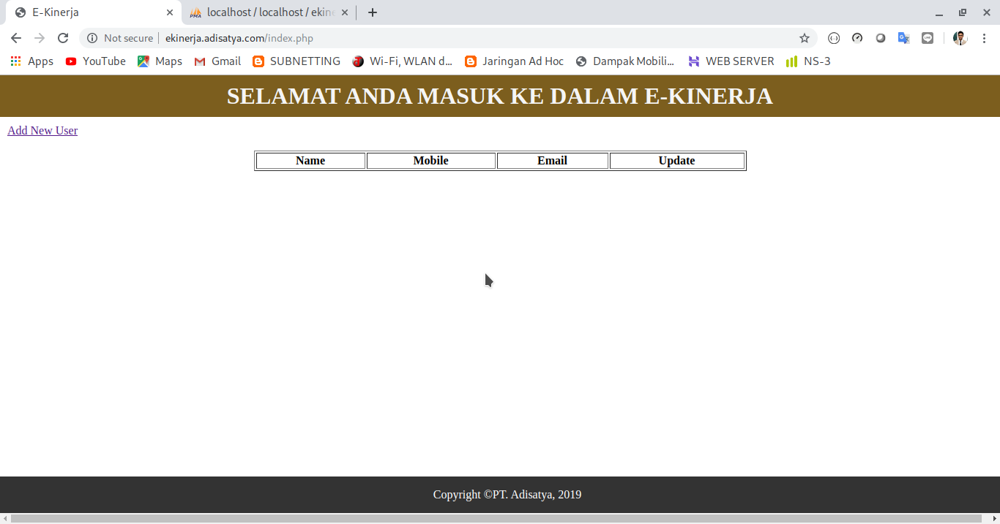 E-Kinerja
localhost / localhost / ekine
Not secure ekinerja.adisatya.com/index.php
Apps YouTube Maps Gmail SUBNETTING Wi-Fi, WLAN d... Jaringan Ad Hoc Dampak Mobili... WEB SERVER NS-3
SELAMAT ANDA MASUK KE DALAM E-KINERJA
Add New User
Name Mobile Email Update
Copyright ©PT. Adisatya, 2019